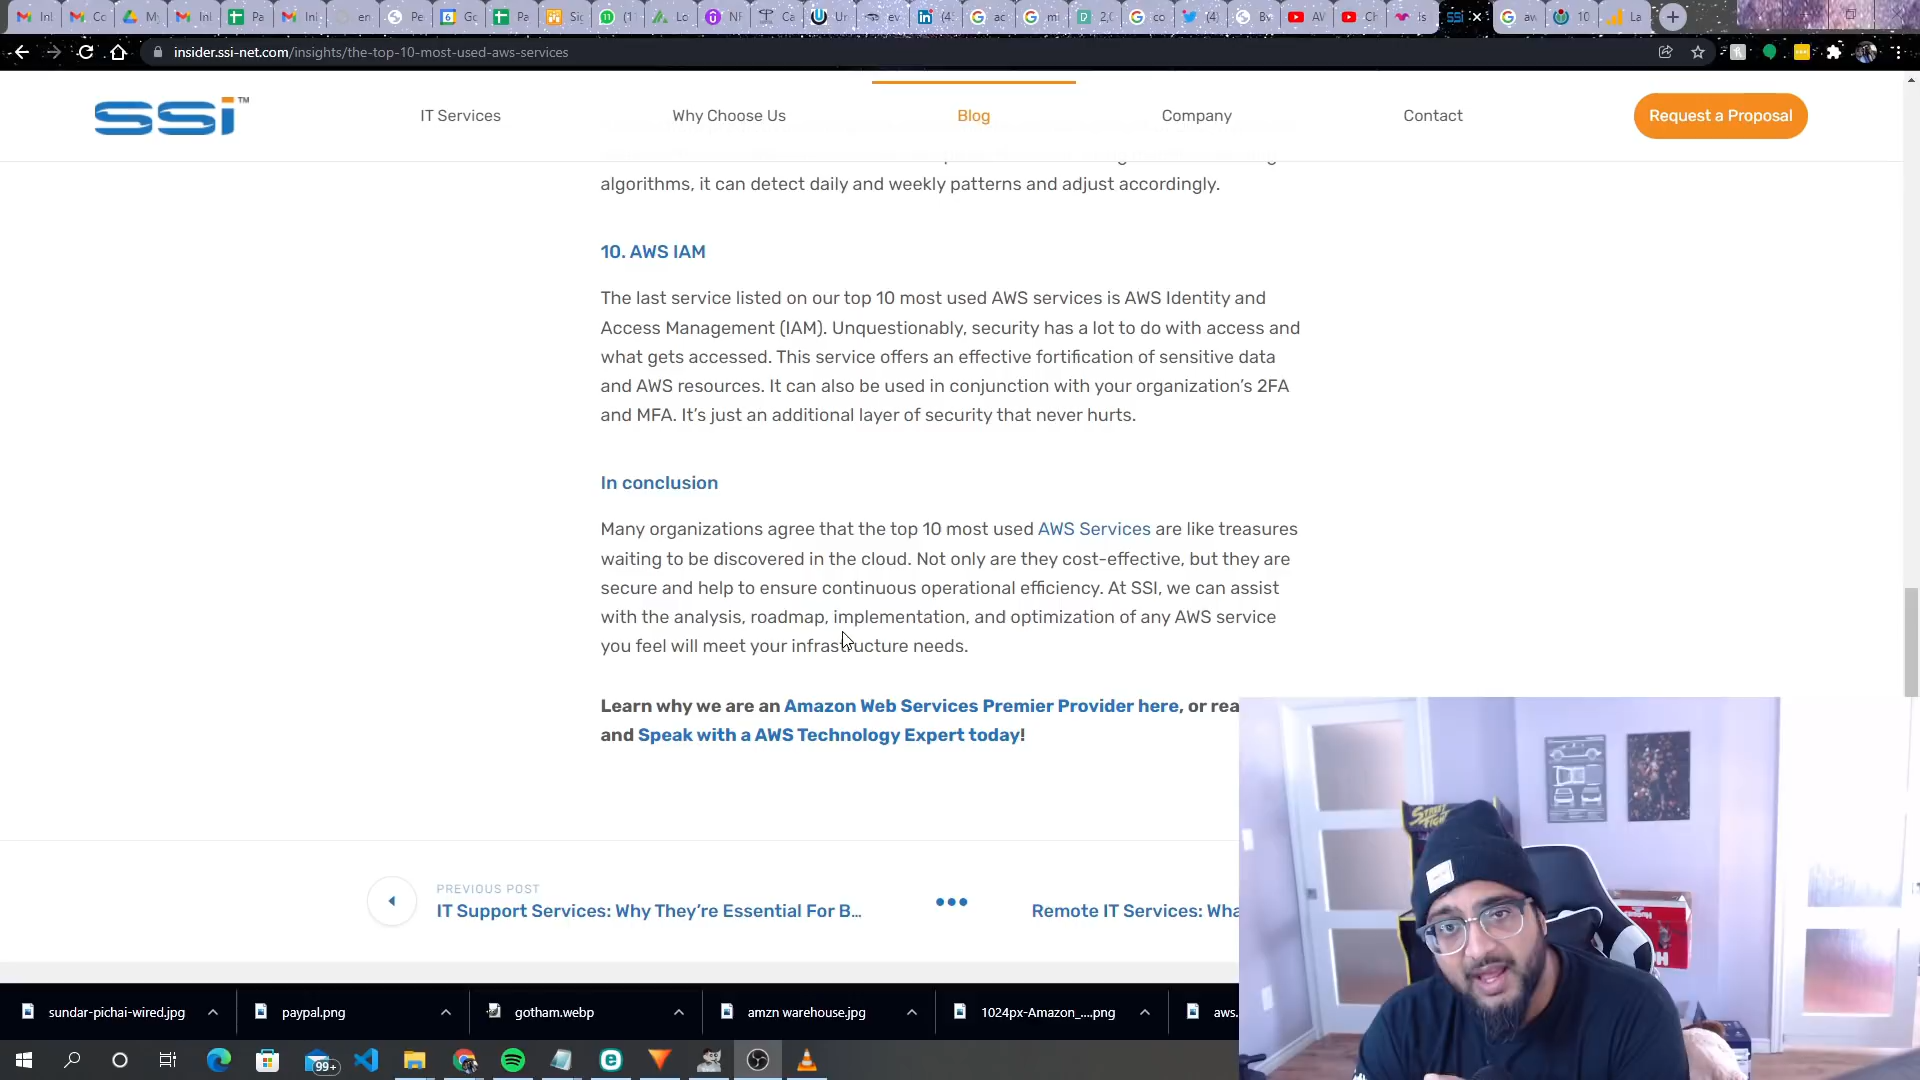 insider.ssi-net.com/insights/the-top-10-most-used-aws-services
ssi™
IT Services
Why Choose Us
Blog
Company
Contact
Request a Proposal
algorithms, it can detect daily and weekly patterns and adjust accordingly.
10. AWS IAM
The last service listed on our top 10 most used AWS services is AWS Identity and
Access Management (IAM). Unquestionably, security has a lot to do with access and
what gets accessed. This service offers an effective fortification of sensitive data
and AWS resources. It can also be used in conjunction with your organization's 2FA
and MFA. It's just an additional layer of security that never hurts.
In conclusion
Many organizations agree that the top 10 most used AWS Services are like treasures
waiting to be discovered in the cloud. Not only are they cost-effective, but they are
secure and help to ensure continuous operational efficiency. At SSI, we can assist
with the analysis, roadmap, implementation, and optimization of any AWS service
you feel will meet your infrastructure needs.
Learn why we are an Amazon Web Services Premier Provider here, or rea
and Speak with a AWS Technology Expert today!
PREVIOUS POST
IT Support Services: Why They're Essential For B...
Remote IT Services: Wha
STREET
FIGHT
sundar-pichai-wired.jpg
paypal.png
gotham.webp
amzn warehouse.jpg
1024px-Amazon_....png
aws.
99+